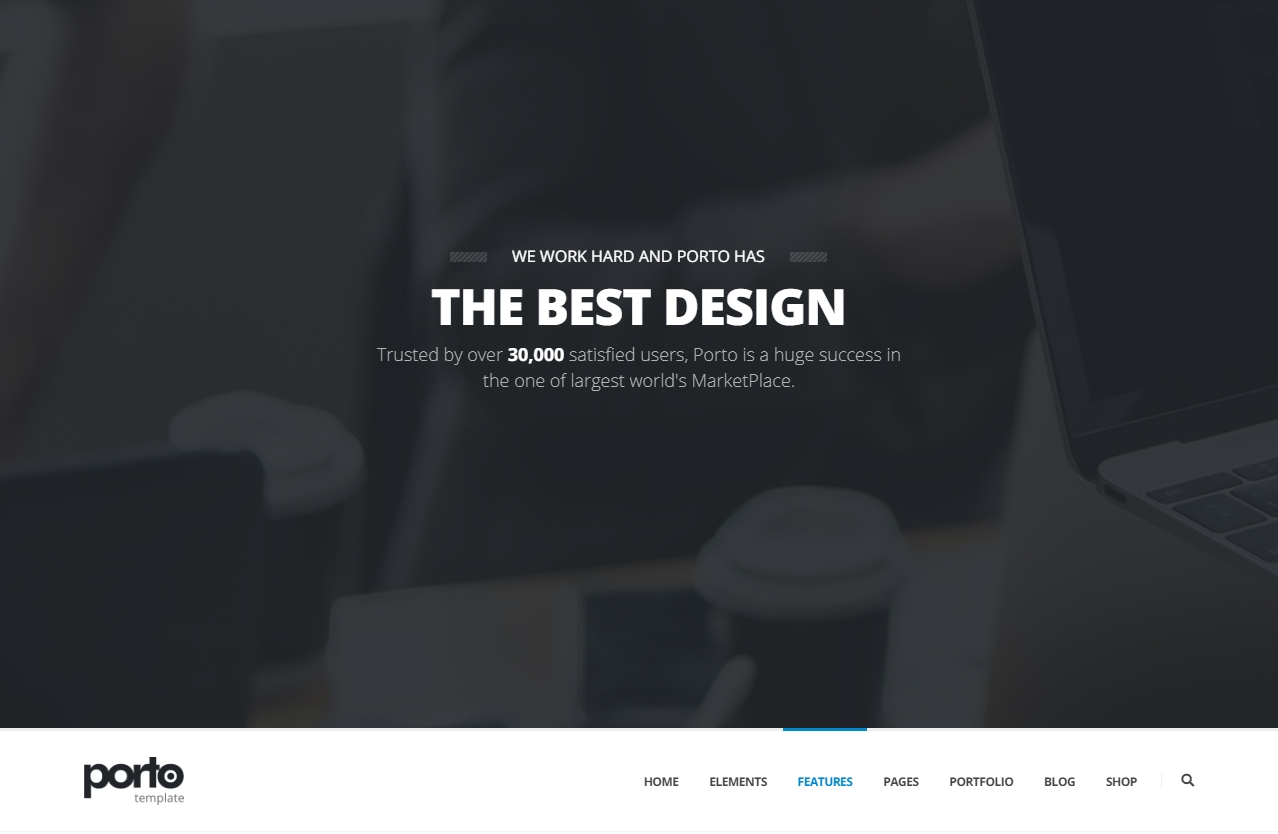 WE WORK HARD AND PORTO HAS
THE BEST DESIGN
Trusted by over 30,000 satisfied users, Porto is a huge success in
the one of largest world's MarketPlace.
porto
template
HOME ELEMENTS FEATURES PAGES PORTFOLIO BLOG SHOP